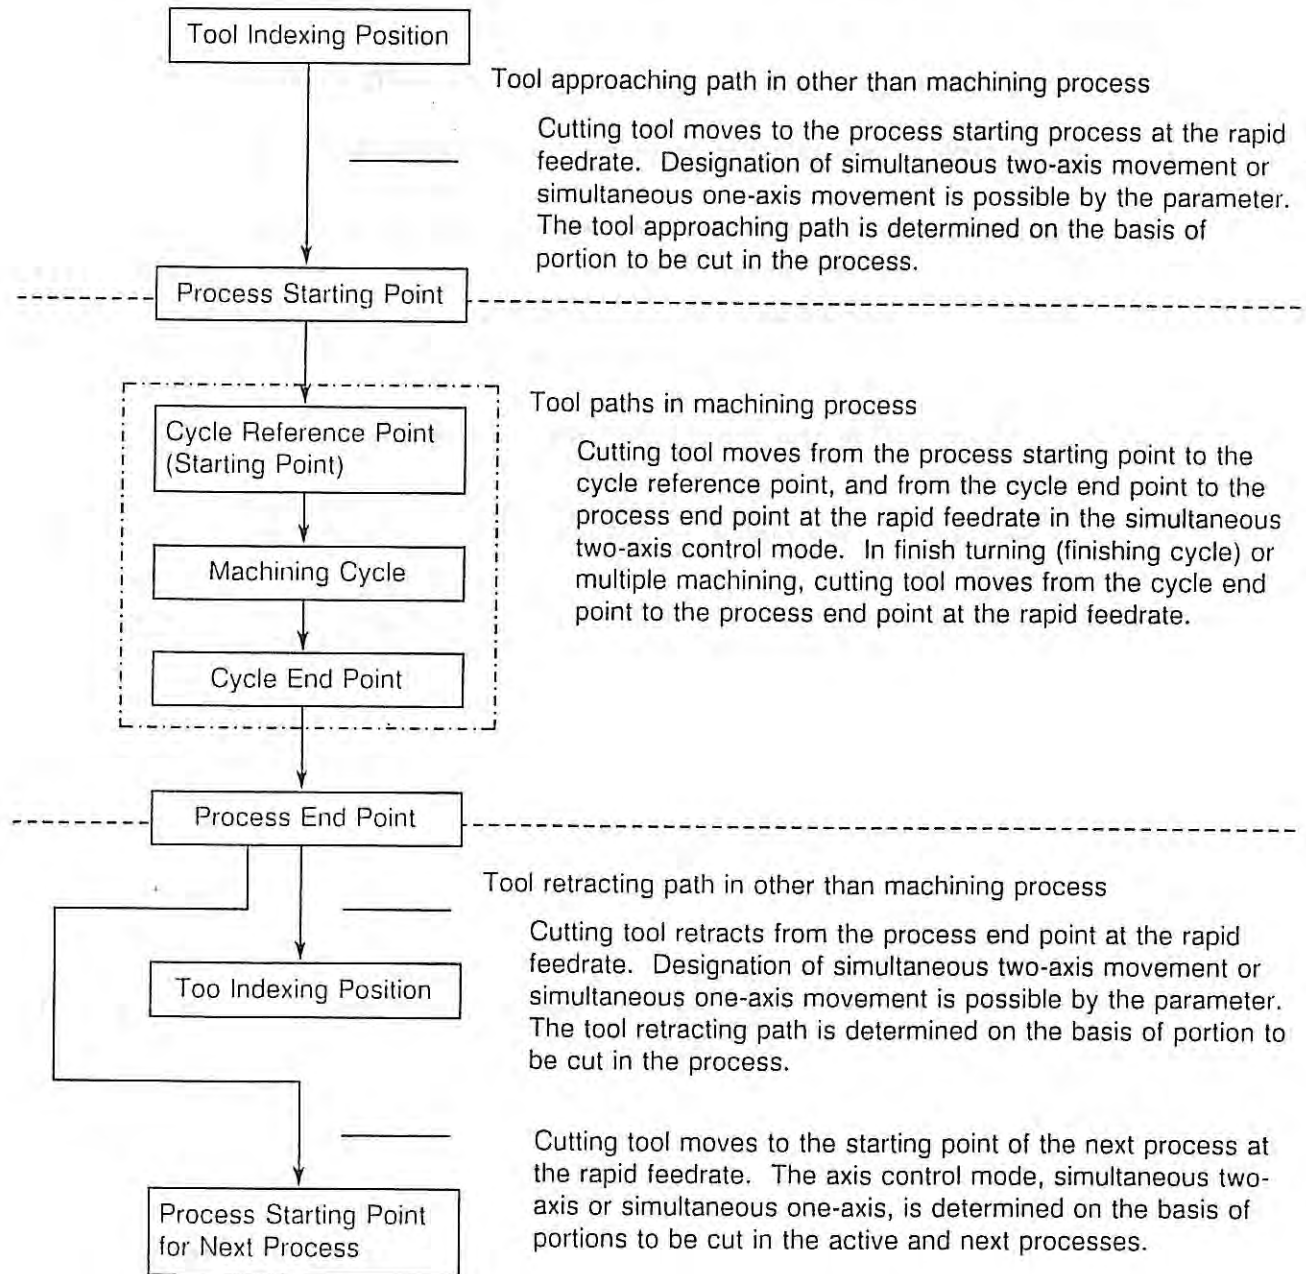 Tool Indexing Position
Tool approaching path in other than machining process
Cutting tool moves to the process starting process at the rapid
feedrate. Designation of simultaneous two-axis movement or
simultaneous one-axis movement is possible by the parameter.
The tool approaching path is determined on the basis of
portion to be cut in the process.
Process Starting Point
Cycle Reference Point
(Starting Point)
Machining Cycle
Cycle End Point
Tool paths in machining process
Cutting tool moves from the process starting point to the
cycle reference point, and from the cycle end point to the
process end point at the rapid feedrate in the simultaneous
two-axis control mode. In finish turning (finishing cycle) or
multiple machining, cutting tool moves from the cycle end
point to the process end point at the rapid feedrate.
Process End Point
Tool retracting path in other than machining process
Cutting tool retracts from the process end point at the rapid
feedrate. Designation of simultaneous two-axis movement or
simultaneous one-axis movement is possible by the parameter.
The tool retracting path is determined on the basis of portion to
be cut in the process.
Too Indexing Position
Cutting tool moves to the starting point of the next process at
the rapid feedrate. The axis control mode, simultaneous two-
axis or simultaneous one-axis, is determined on the basis of
portions to be cut in the active and next processes.
Process Starting Point
for Next Process